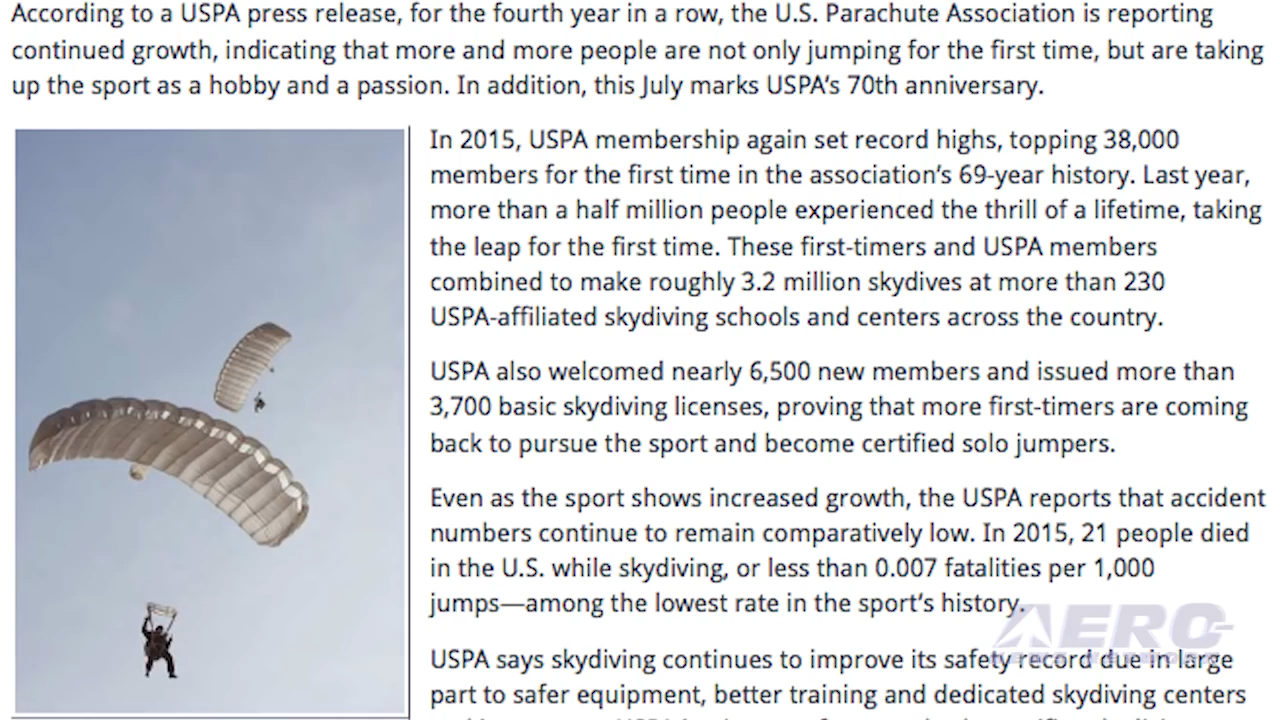 According to a USPA press release, for the fourth year in a row, the U.S. Parachute Association is reporting
continued growth, indicating that more and more people are not only jumping for the first time, but are taking
up the sport as a hobby and a passion. In addition, this July marks USPA's 70th anniversary.
In 2015, USPA membership again set record highs, topping 38,000
members for the first time in the association's 69-year history. Last year,
more than a half million people experienced the thrill of a lifetime, taking
the leap for the first time. These first-timers and USPA members
combined to make roughly 3.2 million skydives at more than 230
USPA-affiliated skydiving schools and centers across the country.
USPA also welcomed nearly 6,500 new members and issued more than
3,700 basic skydiving licenses, proving that more first-timers are coming
back to pursue the sport and become certified solo jumpers.
Even as the sport shows increased growth, the USPA reports that accident
numbers continue to remain comparatively low. In 2015, 21 people died
in the U.S. while skydiving, or less than 0.007 fatalities per 1,000
jumps—among the lowest rate in the sport's history.
AERO
USPA says skydiving continues to improve its safety record due in large
part to safer equipment, better training and dedicated skydiving centers